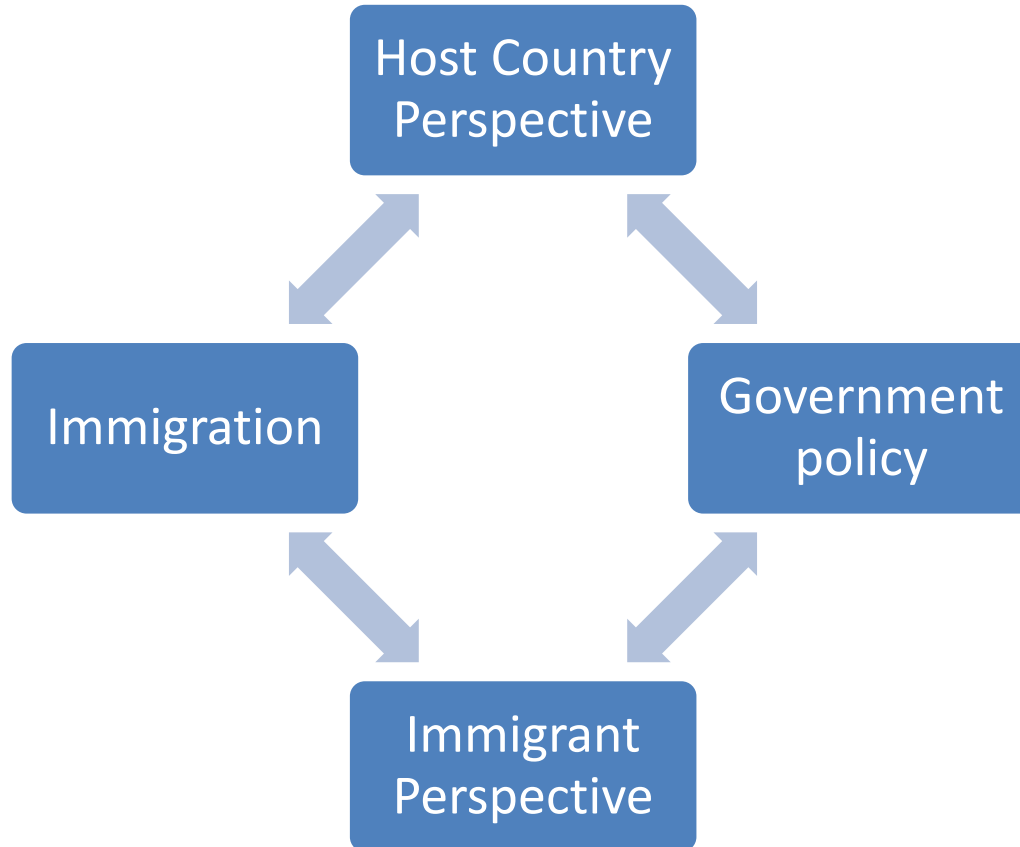 Host Country
Perspective
Immigration
Government
policy
Immigrant
Perspective